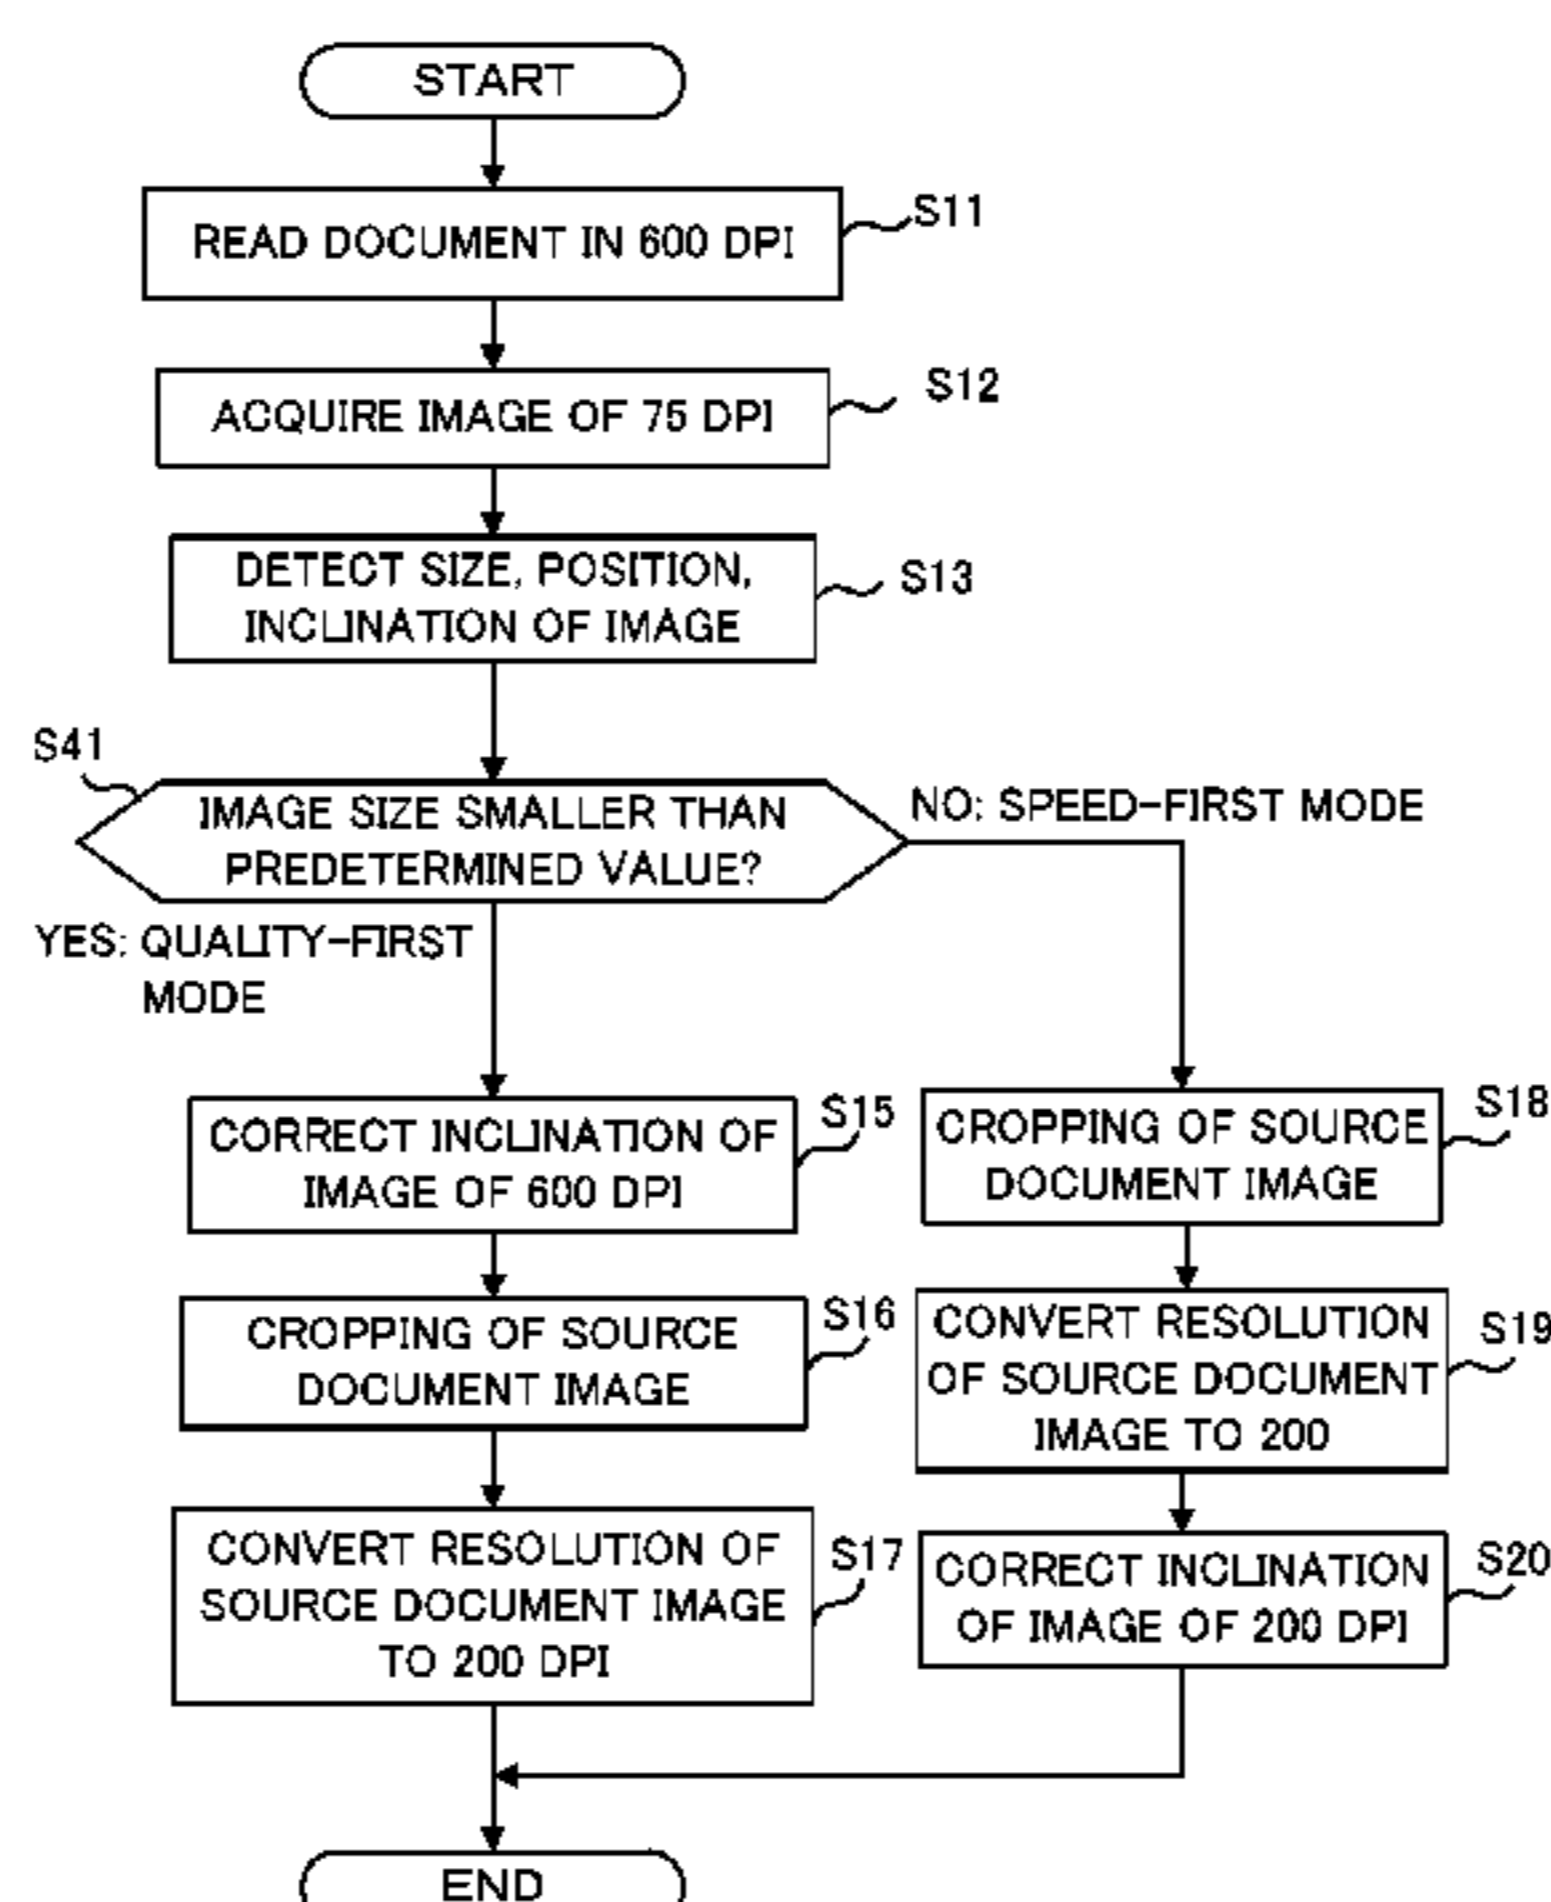 START
READ DOCUMENT IN 600 DPI
S11
ACQUIRE IMAGE OF 75 DPI
S12
DETECT SIZE, POSITION,
INCLINATION OF IMAGE
S13
S41
IMAGE SIZE SMALLER THAN
PREDETERMINED VALUE?
NO: SPEED-FIRST MODE
YES: QUALITY-FIRST
MODE
CORRECT INCLINATION OF
IMAGE OF 600 DPI
S15
CROPPING OF SOURCE
DOCUMENT IMAGE
S16
CONVERT RESOLUTION OF
SOURCE DOCUMENT IMAGE
TO 200 DPI
S17
CROPPING OF SOURCE
DOCUMENT IMAGE
S18
CONVERT RESOLUTION
OF SOURCE DOCUMENT
IMAGE TO 200
S19
CORRECT INCLINATION
OF IMAGE OF 200 DPI
S20
END